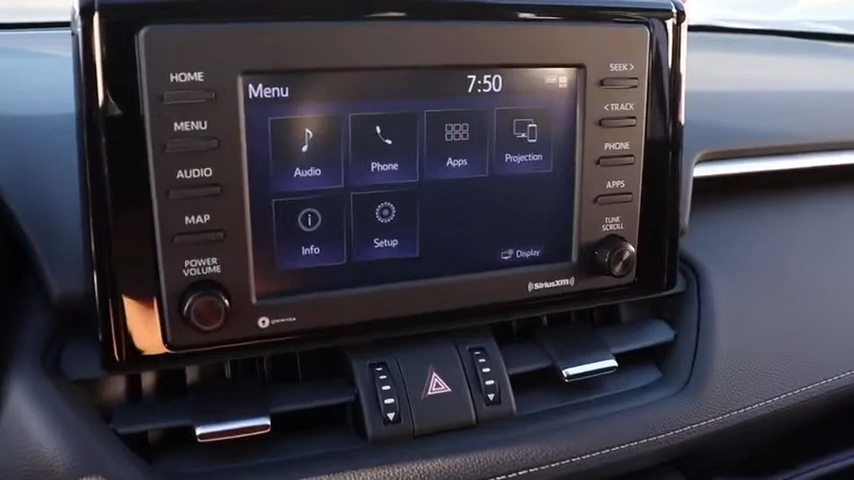 HOME
MENU
AUDIO
MAP
POWER
VOLUME
Menu
7:50
Audio
Phone
Apps
Projection
Info
Setup
Display
SiriusXM
SEEK >
< TRACK
PHONE
APPS
TUNE
SCROLL